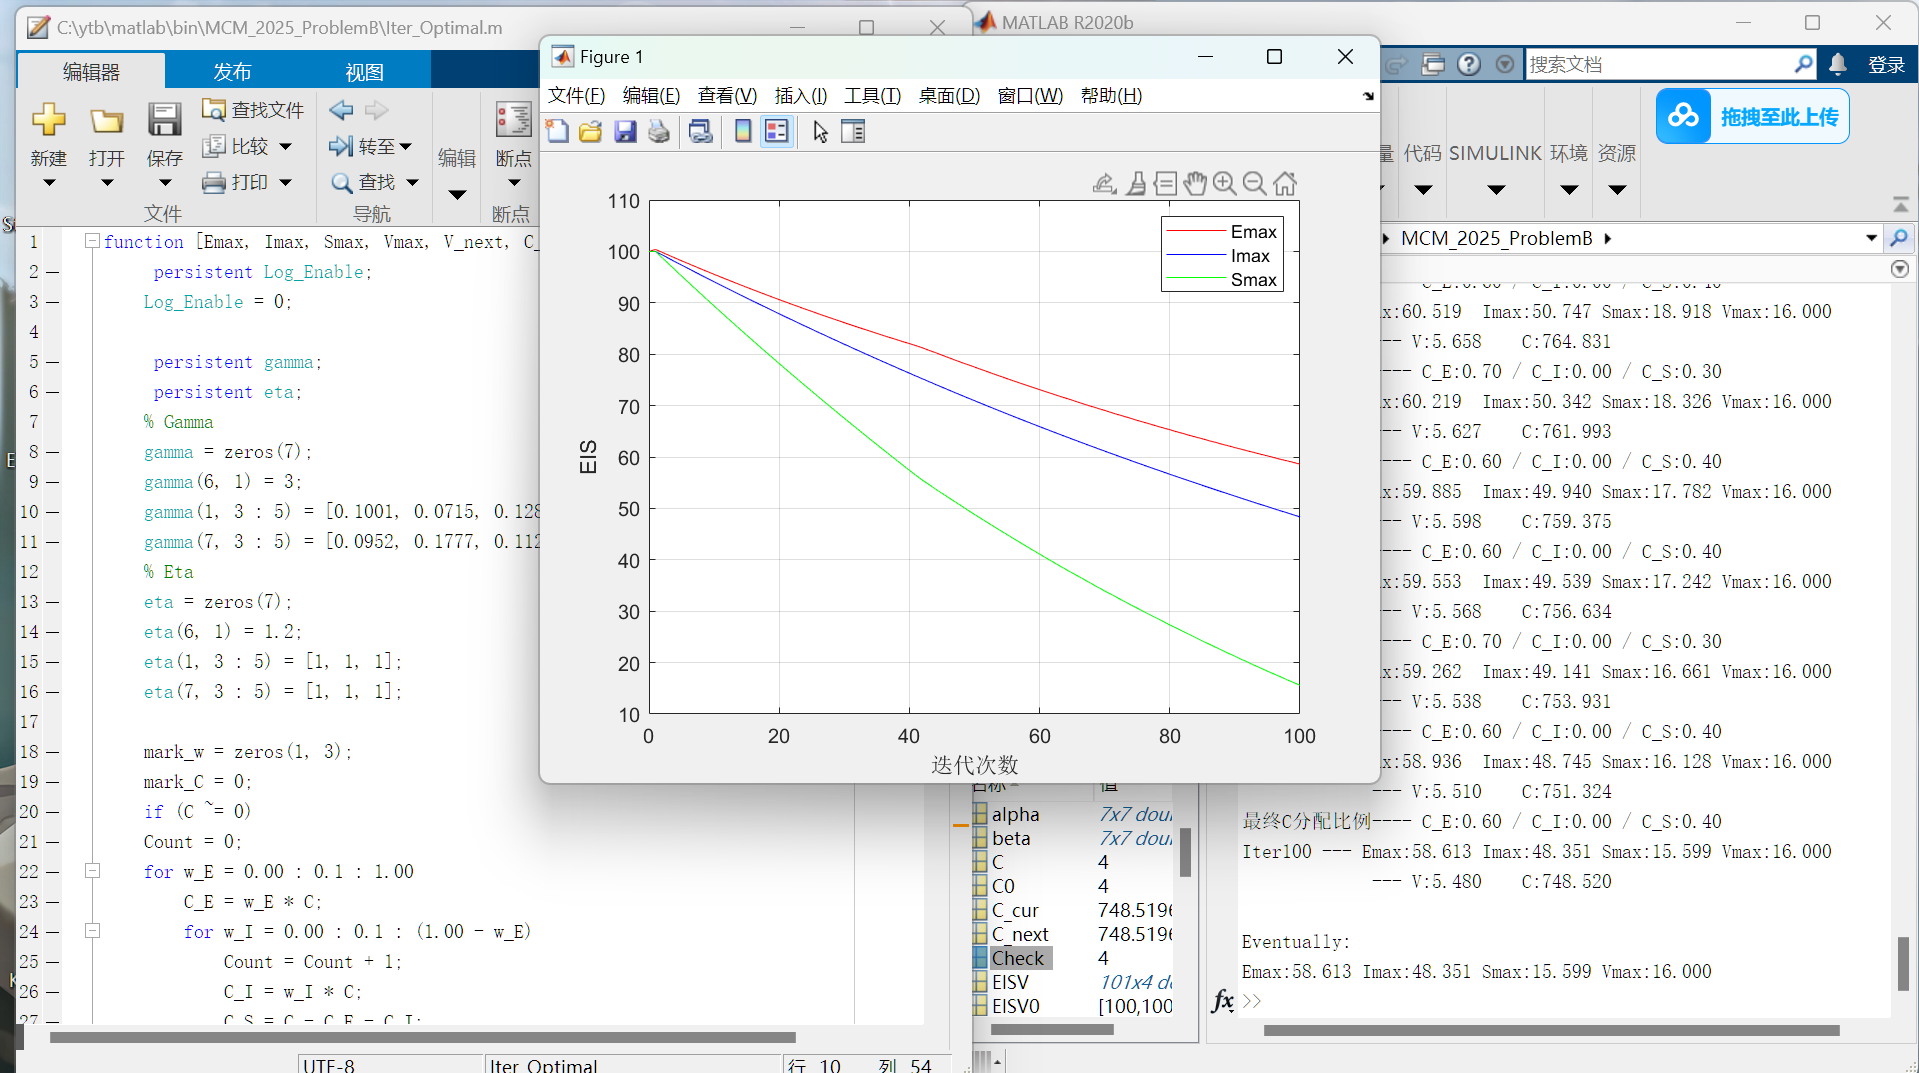 C:\ytb\matlab\bin\MCM_2025_ProblemB\Iter_Optimal.m
编辑器 发布 视图
新建
打开
保存
查找文件
比较
打印
转至
查找
编辑
断点
文件 导航 断点
1 function [Emax, Imax, Smax, Vmax, V_next, C_
2 — persistent Log_Enable;
3 — Log_Enable = 0;
4
5 — persistent gamma;
6 — persistent eta;
7 % Gamma
8 — gamma = zeros(7);
9 — gamma(6, 1) = 3;
10 — gamma(1, 3 : 5) = [0.1001, 0.0715, 0.128
11 — gamma(7, 3 : 5) = [0.0952, 0.1777, 0.112
12 % Eta
13 — eta = zeros(7);
14 — eta(6, 1) = 1.2;
15 — eta(1, 3 : 5) = [1, 1, 1];
16 — eta(7, 3 : 5) = [1, 1, 1];
17
18 — mark_w = zeros(1, 3);
19 — mark_C = 0;
20 — if (C ~= 0)
21 — Count = 0;
22 — for w_E = 0.00 : 0.1 : 1.00
23 — C_E = w_E * C;
24 — for w_I = 0.00 : 0.1 : (1.00 - w_E)
25 — Count = Count + 1;
26 — C_I = w_I * C;
27 — C_S = C - C_E - C_I;
UTF-8 Iter_Optimal 行 10 列 54
Figure 1
文件(F) 编辑(E) 查看(V) 插入(I) 工具(T) 桌面(D) 窗口(W) 帮助(H)
110
100
90
80
70
60
50
40
30
20
10
EIS
0 20 40 60 80 100
迭代次数
Emax
Imax
Smax
MATLAB R2020b
搜索文档
登录
拖拽至此上传
量 代码 SIMULINK 环境 资源
MCM_2025_ProblemB
C_E:0.60 / C_I:0.00 / C_S:0.40
x:60.519 Imax:50.747 Smax:18.918 Vmax:16.000
-- V:5.658 C:764.831
--- C_E:0.70 / C_I:0.00 / C_S:0.30
x:60.219 Imax:50.342 Smax:18.326 Vmax:16.000
-- V:5.627 C:761.993
--- C_E:0.60 / C_I:0.00 / C_S:0.40
x:59.885 Imax:49.940 Smax:17.782 Vmax:16.000
-- V:5.598 C:759.375
--- C_E:0.60 / C_I:0.00 / C_S:0.40
x:59.553 Imax:49.539 Smax:17.242 Vmax:16.000
-- V:5.568 C:756.634
--- C_E:0.70 / C_I:0.00 / C_S:0.30
x:59.262 Imax:49.141 Smax:16.661 Vmax:16.000
-- V:5.538 C:753.931
--- C_E:0.60 / C_I:0.00 / C_S:0.40
x:58.936 Imax:48.745 Smax:16.128 Vmax:16.000
--- V:5.510 C:751.324
最终C分配比例---- C_E:0.60 / C_I:0.00 / C_S:0.40
Iter100 --- Emax:58.613 Imax:48.351 Smax:15.599 Vmax:16.000
--- V:5.480 C:748.520
Eventually:
Emax:58.613 Imax:48.351 Smax:15.599 Vmax:16.000
fx >>
名称 值
alpha 7x7 dou
beta 7x7 dou
C 4
C0 4
C_cur 748.5196
C_next 748.5196
Check 4
EISV 101x4 do
EISV0 [100,100